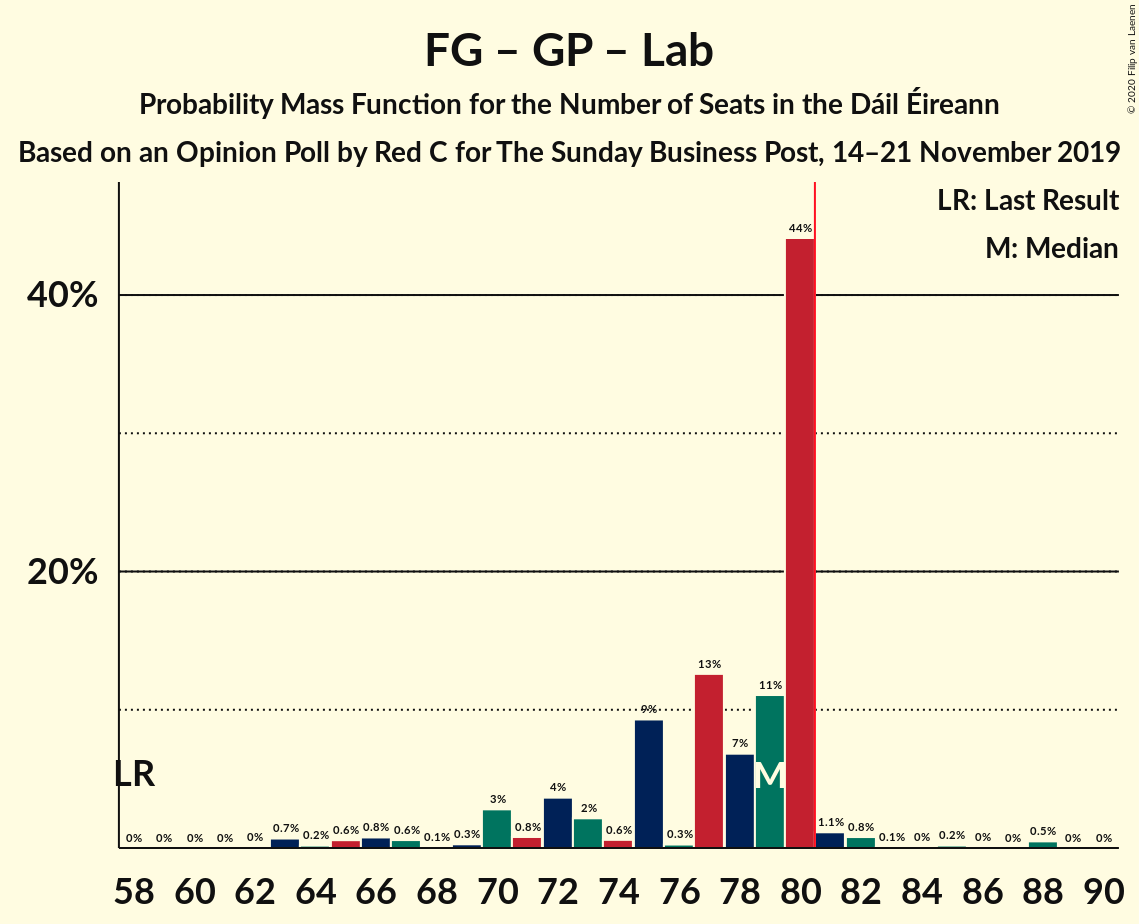 FG – GP – Lab
Probability Mass Function for the Number of Seats in the Dáil Éireann
Based on an Opinion Poll by Red C for The Sunday Business Post, 14–21 November 2019
© 2020 Filip van Laenen
LR: Last Result
M: Median
44%
40%
20%
13%
11%
9%
7%
4%
3%
2%
LR
M
0% 0% 0% 0% 0% 0.7% 0.2% 0.6% 0.8% 0.6% 0.1% 0.3% 0.8% 0.6% 0.3% 1.1% 0.8% 0.1% 0% 0.2% 0% 0% 0.5% 0% 0%
58 60 62 64 66 68 70 72 74 76 78 80 82 84 86 88 90